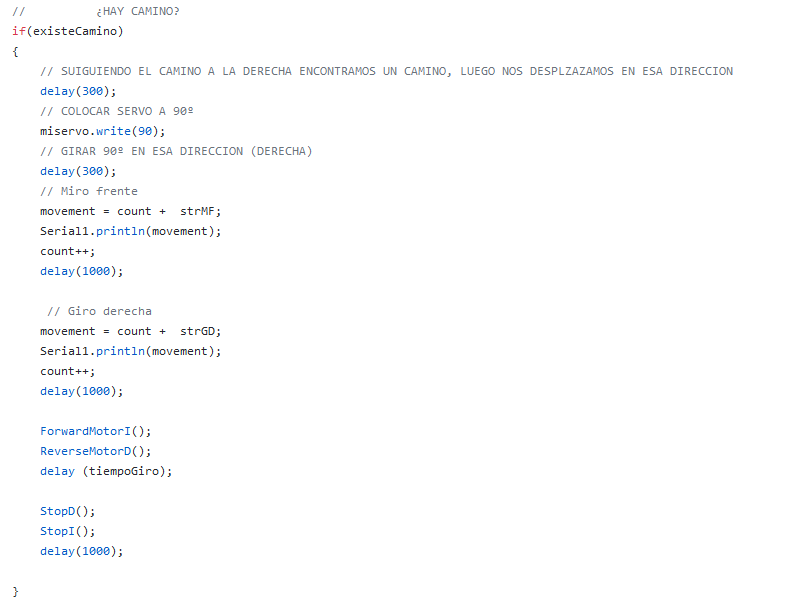 //          ¿HAY CAMINO?
if(existeCamino)
{
    // SUIGUIENDO EL CAMINO A LA DERECHA ENCONTRAMOS UN CAMINO, LUEGO NOS DESPLZAZAMOS EN ESA DIRECCION
    delay(300);
    // COLOCAR SERVO A 90º
    miservo.write(90);
    // GIRAR 90º EN ESA DIRECCION (DERECHA)
    delay(300);
    // Miro frente
    movement = count +  strMF;
    Serial1.println(movement);
    count++;
    delay(1000);

     // Giro derecha
    movement = count +  strGD;
    Serial1.println(movement);
    count++;
    delay(1000);

    ForwardMotorI();
    ReverseMotorD();
    delay (tiempoGiro);

    StopD();
    StopI();
    delay(1000);

}